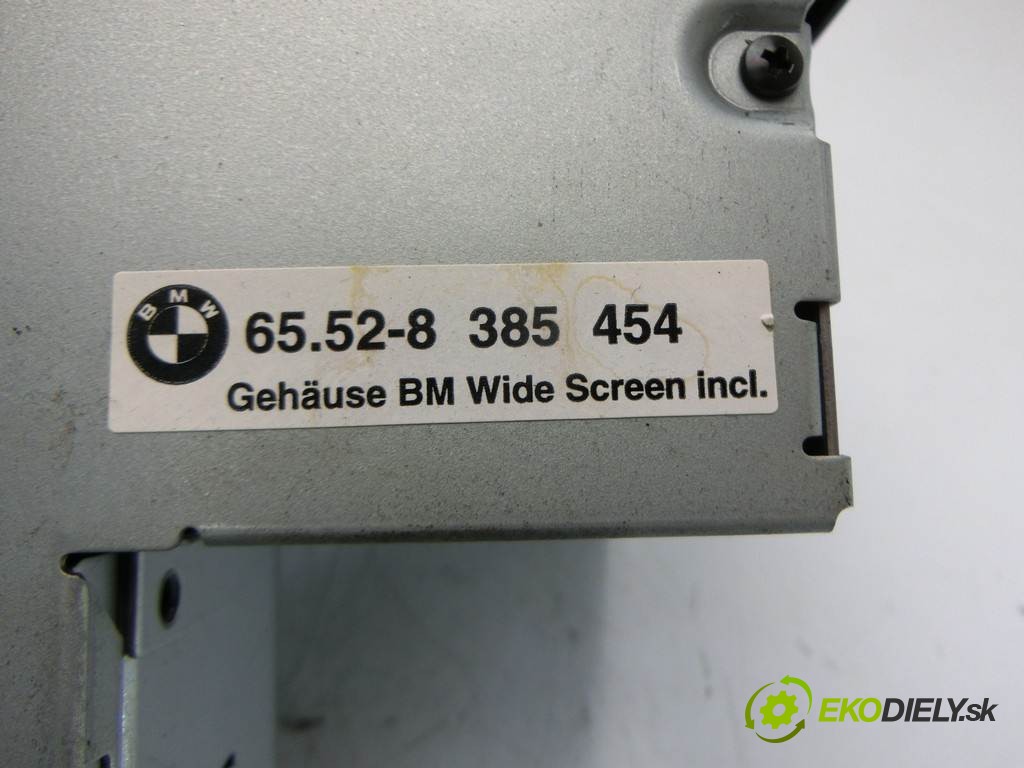 BMW
65.52-8 385 454
Gehäuse BM Wide Screen incl.
EKODIELY.sk